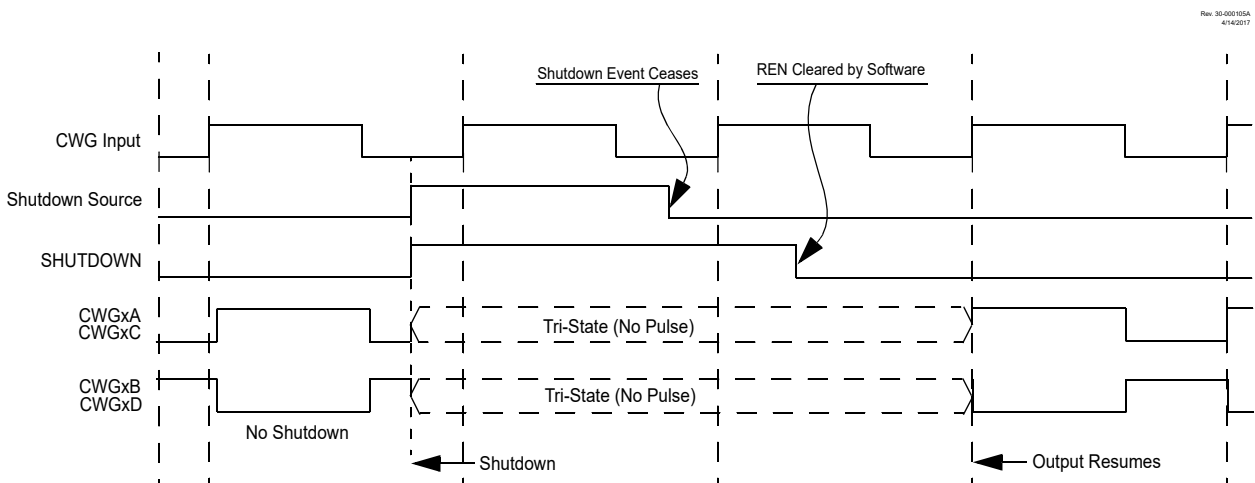 Rev. 30-000105A
4/14/2017
Shutdown Event Ceases
REN Cleared by Software
CWG Input
Shutdown Source
SHUTDOWN
CWGxA
CWGxC
Tri-State (No Pulse)
CWGxB
CWGxD
Tri-State (No Pulse)
No Shutdown
Shutdown
Output Resumes